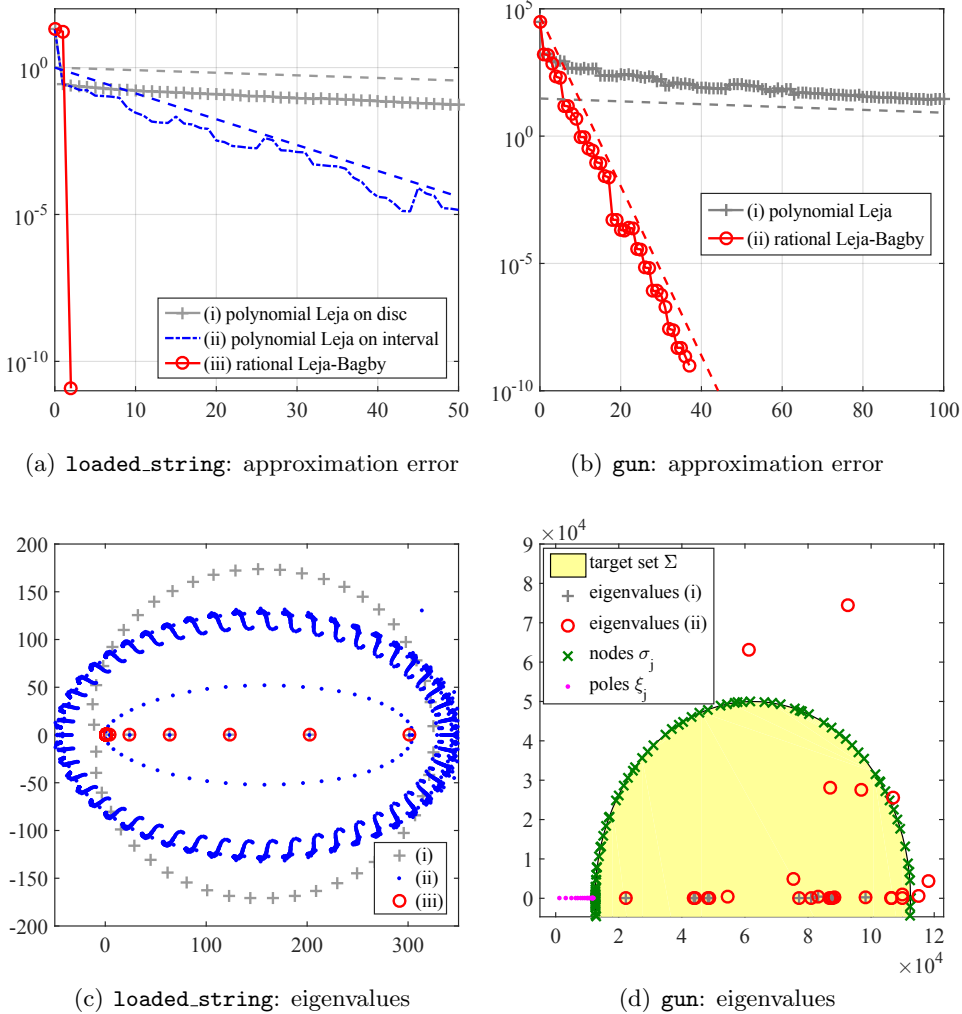 10^5
10^0
10^-5
10^-10
0 10 20 30 40 50
(i) polynomial Leja on disc
(ii) polynomial Leja on interval
(iii) rational Leja-Bagby
(a) loaded_string: approximation error
10^0
10^-5
10^-10
0 20 40 60 80 100
(i) polynomial Leja
(ii) rational Leja-Bagby
(b) gun: approximation error
200
150
100
50
0
-50
-100
-150
-200
0 100 200 300
(i)
(ii)
(iii)
(c) loaded_string: eigenvalues
×10^4
9
8
7
6
5
4
3
2
1
0
0 2 4 6 8 10 12
×10^4
target set Σ
eigenvalues (i)
eigenvalues (ii)
nodes σ_j
poles ξ_j
(d) gun: eigenvalues